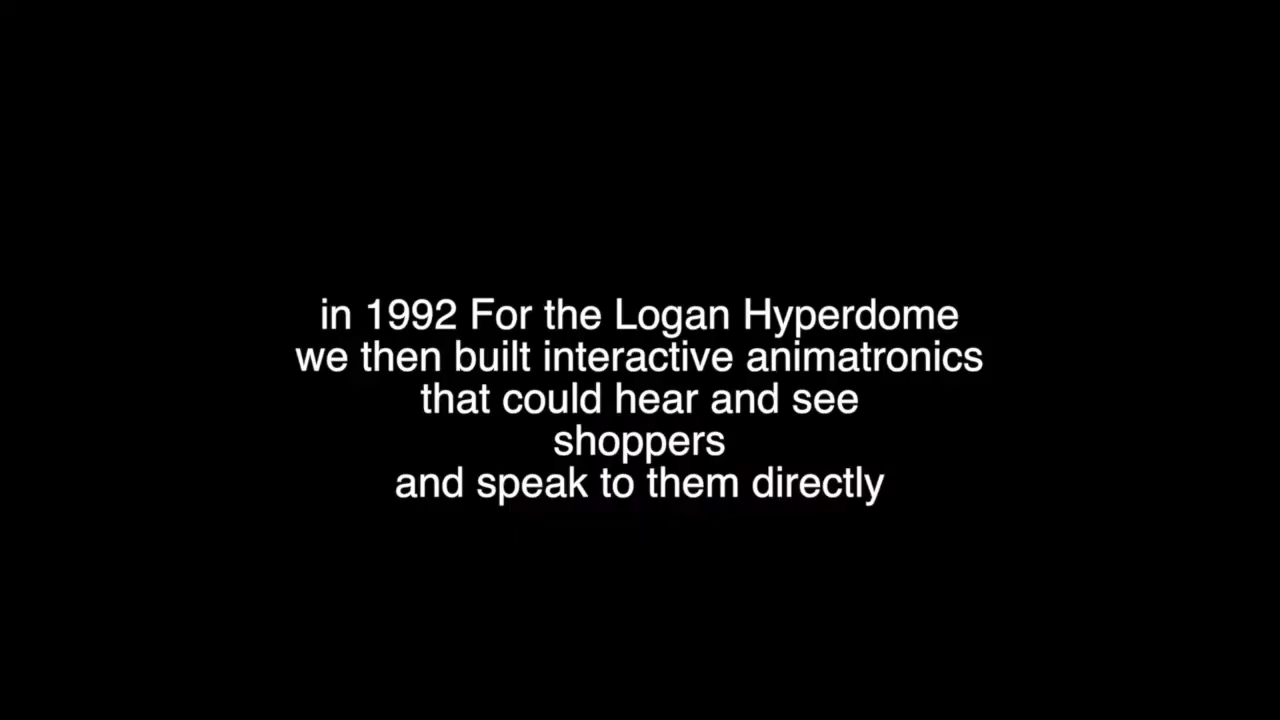 in 1992 For the Logan Hyperdome
we then built interactive animatronics
that could hear and see
shoppers
and speak to them directly